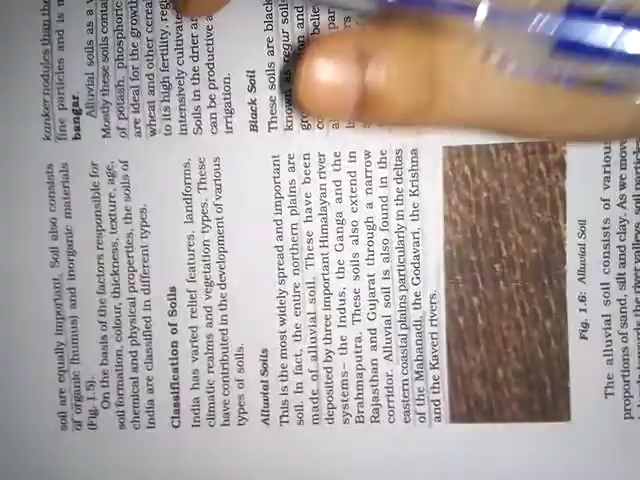 soil are equally important. Soil also consists
of organic (humus) and inorganic materials
(Fig. 1.5).
On the basis of the factors responsible for
soil formation, colour, thickness, texture, age,
chemical and physical properties, the soils of
India are classified in different types.
Classification of Soils
India has varied relief features, landforms,
climatic realms and vegetation types. These
have contributed in the development of various
types of soils.
Alluvial Soils
This is the most widely spread and important
soil. In fact, the entire northern plains are
made of alluvial soil. These have been
deposited by three important Himalayan river
systems– the Indus, the Ganga and the
Brahmaputra. These soils also extend in
Rajasthan and Gujarat through a narrow
corridor. Alluvial soil is also found in the
eastern coastal plains particularly in the deltas
of the Mahanadi, the Godavari, the Krishna
and the Kaveri rivers.
Fig. 1.6: Alluvial Soil
The alluvial soil consists of various
proportions of sand, silt and clay. As we move
kanker nodules than the
fine particles and is
bangar.
Alluvial soils as a
Mostly these soils
of potash, phosphoric
are ideal for the growth
wheat and other
to its high fertility,
intensively
Soils in the drier
can be productive
irrigation.
Black Soil
These soils are black
known as regur
and